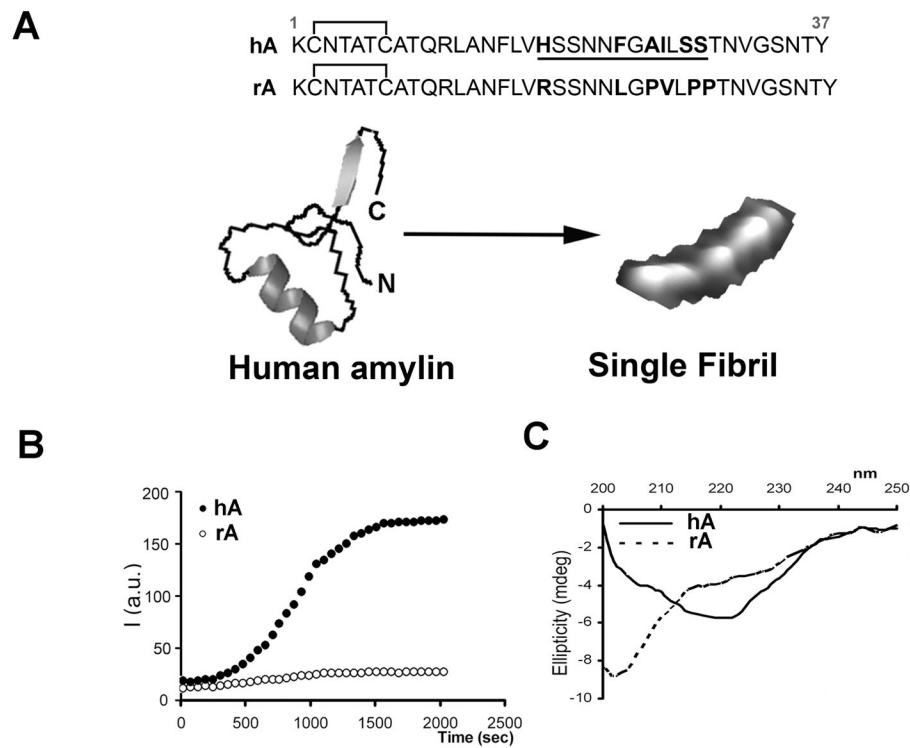 A
1 37
hA KCNTATCATQRLANFLVHSSNNFGAILSSTNVGSNTY
rA KCNTATCATQRLANFLVRSSNNLGPVLPPTNVGSNTY
C
N
Human amylin
Single Fibril
B
I (a.u.)
200
150
100
50
0
hA
rA
0 500 1000 1500 2000 2500
Time (sec)
C
nm
200 210 220 230 240 250
Ellipticity (mdeg)
0
-2
-4
-6
-8
-10
hA
rA